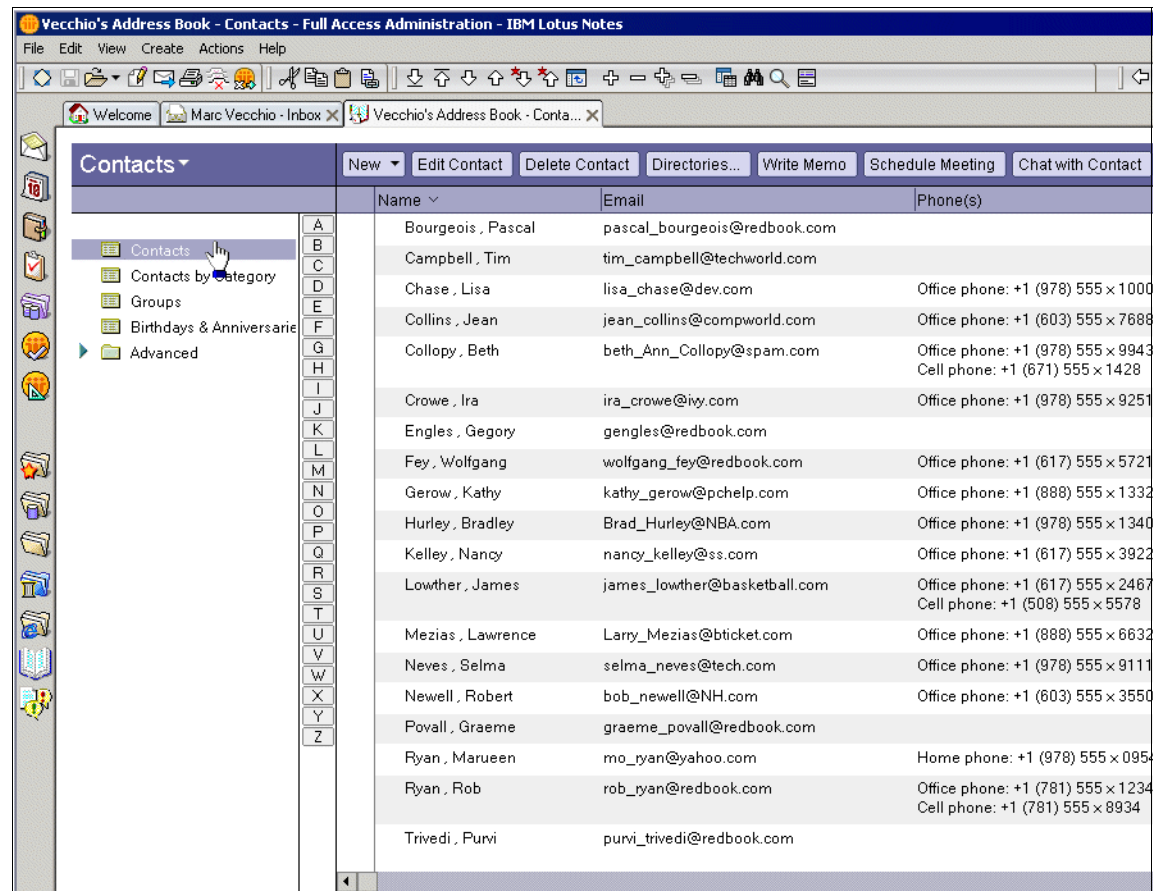 Vecchio's Address Book - Contacts - Full Access Administration - IBM Lotus Notes
File Edit View Create Actions Help
Welcome Marc Vecchio - Inbox Vecchio's Address Book - Conta...
Contacts New Edit Contact Delete Contact Directories... Write Memo Schedule Meeting Chat with Contact
Name Email Phone(s)
Contacts
Contacts by Category
Groups
Birthdays & Anniversarie
Advanced
A
B
C
D
E
F
G
H
I
J
K
L
M
N
O
P
Q
R
S
T
U
V
W
X
Y
Z
Bourgeois , Pascal pascal_bourgeois@redbook.com
Campbell , Tim tim_campbell@techworld.com
Chase , Lisa lisa_chase@dev.com Office phone: +1 (978) 555 x 1000
Collins , Jean jean_collins@compworld.com Office phone: +1 (603) 555 x 7688
Collopy , Beth beth_Ann_Collopy@spam.com Office phone: +1 (978) 555 x 9943
Cell phone: +1 (671) 555 x 1428
Crowe , Ira ira_crowe@ivy.com Office phone: +1 (978) 555 x 9251
Engles , Gegory gengles@redbook.com
Fey , Wolfgang wolfgang_fey@redbook.com Office phone: +1 (617) 555 x 5721
Gerow , Kathy kathy_gerow@pchelp.com Office phone: +1 (888) 555 x 1332
Hurley , Bradley Brad_Hurley@NBA.com Office phone: +1 (978) 555 x 1340
Kelley , Nancy nancy_kelley@ss.com Office phone: +1 (617) 555 x 3922
Lowther , James james_lowther@basketball.com Office phone: +1 (617) 555 x 2467
Cell phone: +1 (508) 555 x 5578
Mezias , Lawrence Larry_Mezias@bticket.com Office phone: +1 (888) 555 x 6632
Neves , Selma selma_neves@tech.com Office phone: +1 (978) 555 x 9111
Newell , Robert bob_newell@NH.com Office phone: +1 (603) 555 x 3550
Povall , Graeme graeme_povall@redbook.com
Ryan , Marueen mo_ryan@yahoo.com Home phone: +1 (978) 555 x 0954
Ryan , Rob rob_ryan@redbook.com Office phone: +1 (781) 555 x 1234
Cell phone: +1 (781) 555 x 8934
Trivedi , Purvi purvi_trivedi@redbook.com